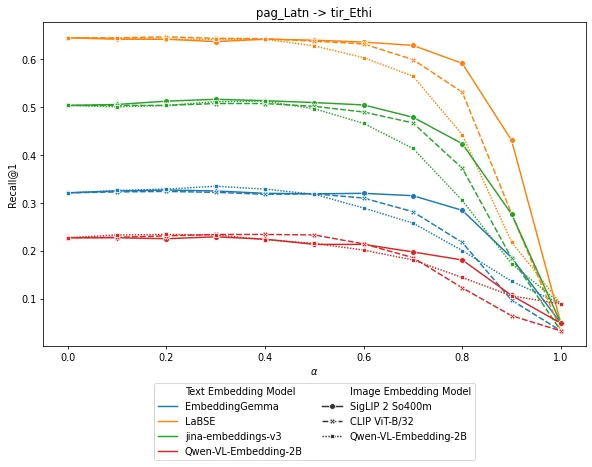 pag_Latn -> tir_Ethi
Recall@1
0.6
0.5
0.4
0.3
0.2
0.1
0.0 0.2 0.4 0.6 0.8 1.0
α
Text Embedding Model Image Embedding Model
EmbeddingGemma SigLIP 2 So400m
LaBSE CLIP ViT-B/32
jina-embeddings-v3 Qwen-VL-Embedding-2B
Qwen-VL-Embedding-2B